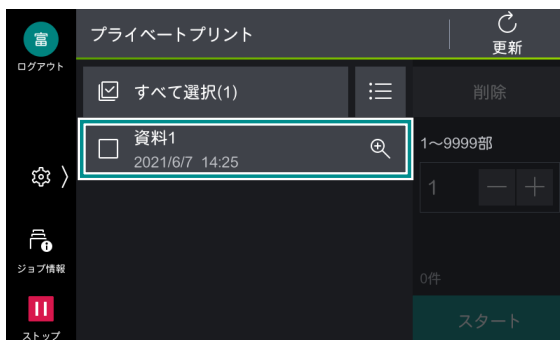 富
ログアウト
プライベートプリント
更新
すべて選択(1)
削除
資料1
2021/6/7 14:25
1～9999部
1
0件
ジョブ情報
ストップ
スタート